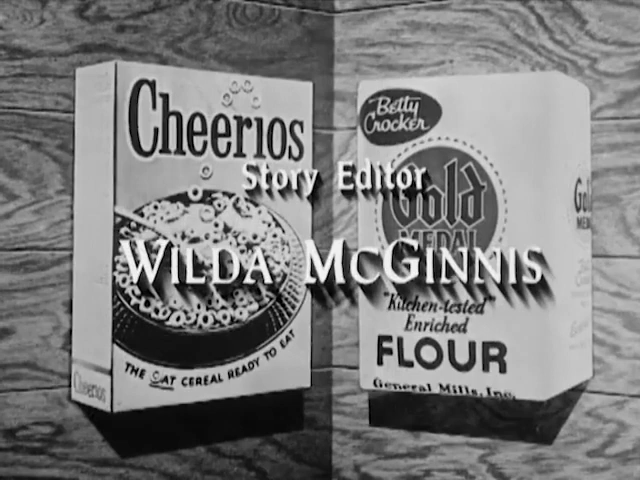 Cheerios
THE OAT CEREAL READY TO EAT
Cheerios
Betty
Crocker
Gold
MEDAL
"Kitchen-tested"
Enriched
FLOUR
General Mills, Inc.
Story Editor
WILDA MCGINNIS